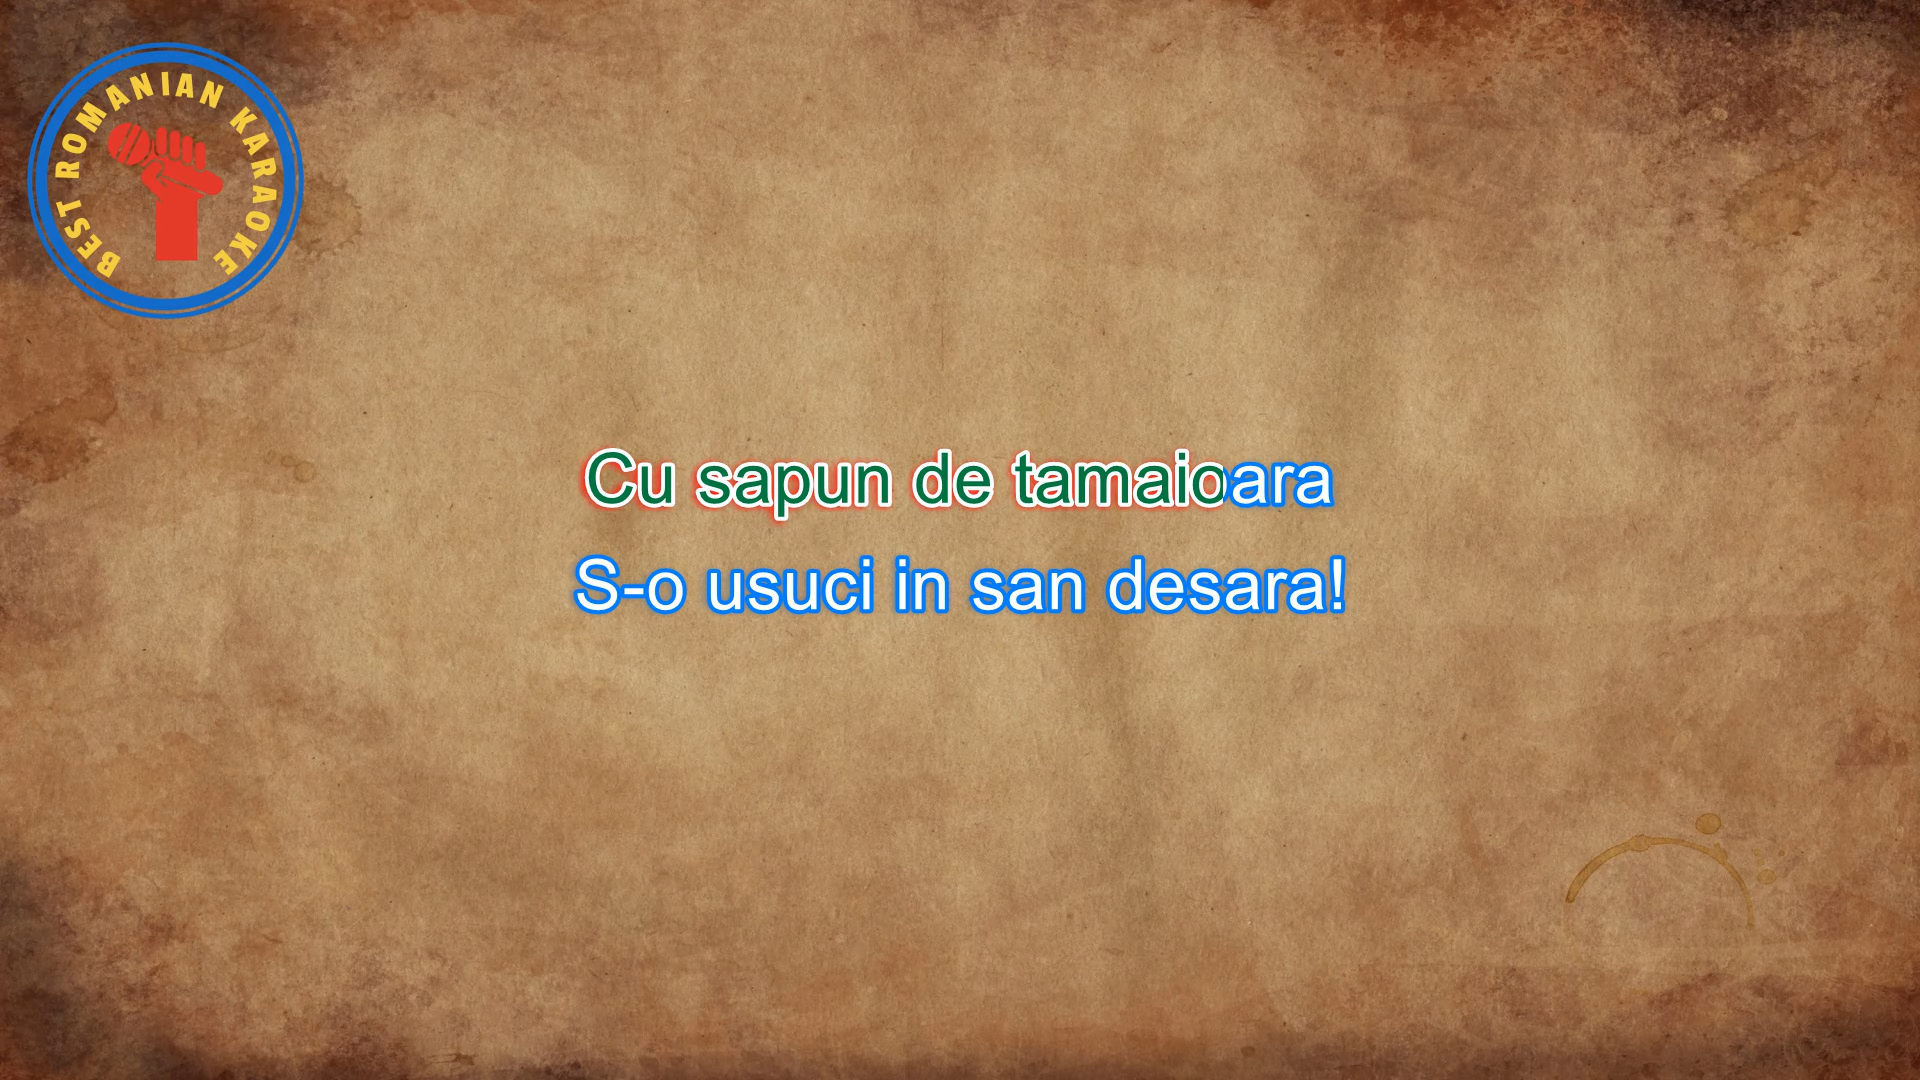 BEST ROMANIAN KARAOKE
Cu sapun de tamaioara
S-o usuci in san desara!